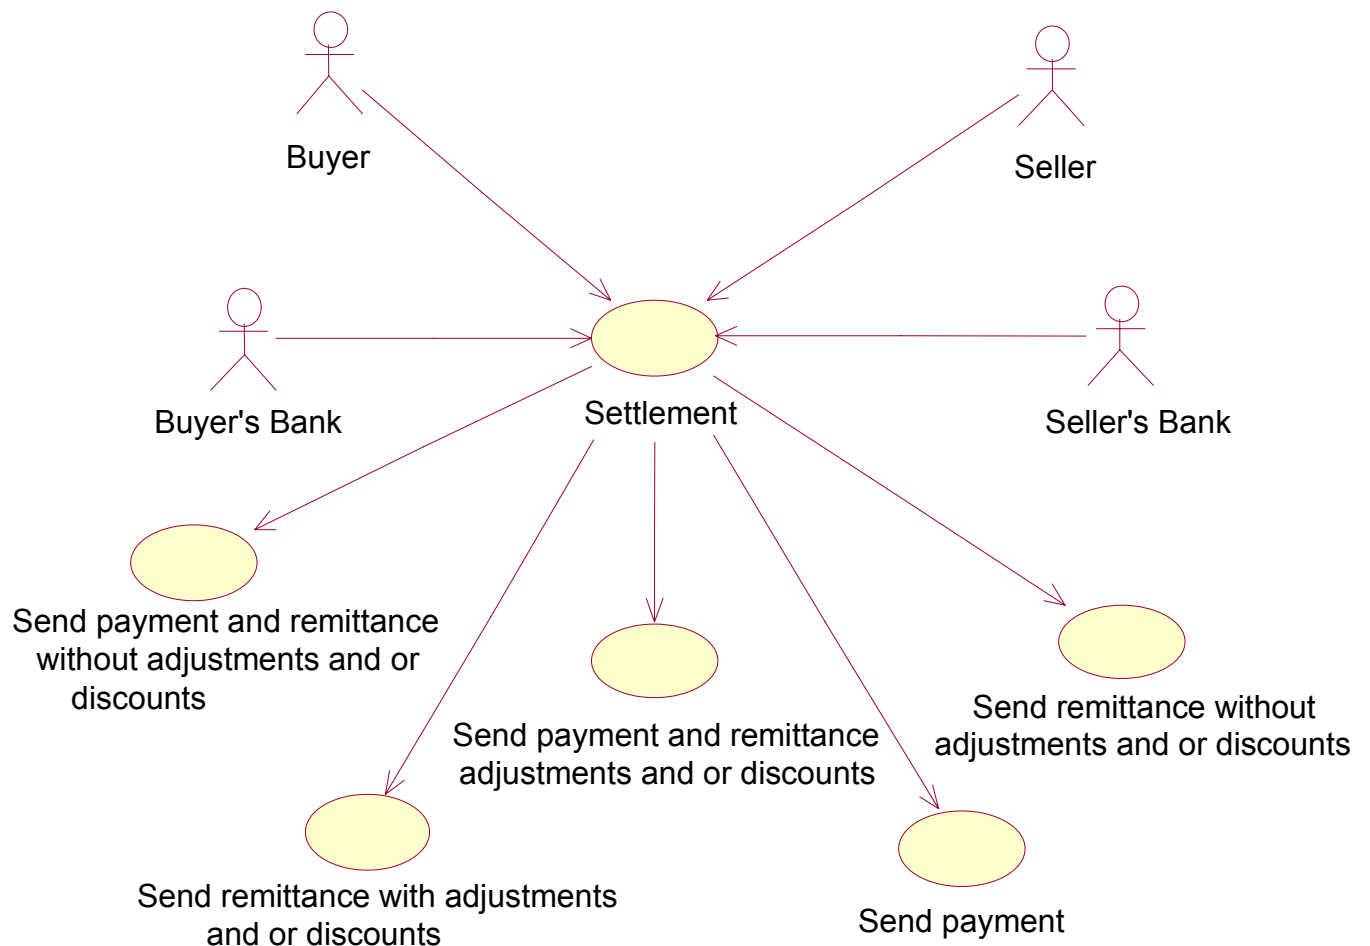 Buyer
Seller
Buyer's Bank
Settlement
Seller's Bank
Send payment and remittance
without adjustments and or
discounts
Send payment and remittance
adjustments and or discounts
Send remittance without
adjustments and or discounts
Send remittance with adjustments
and or discounts
Send payment